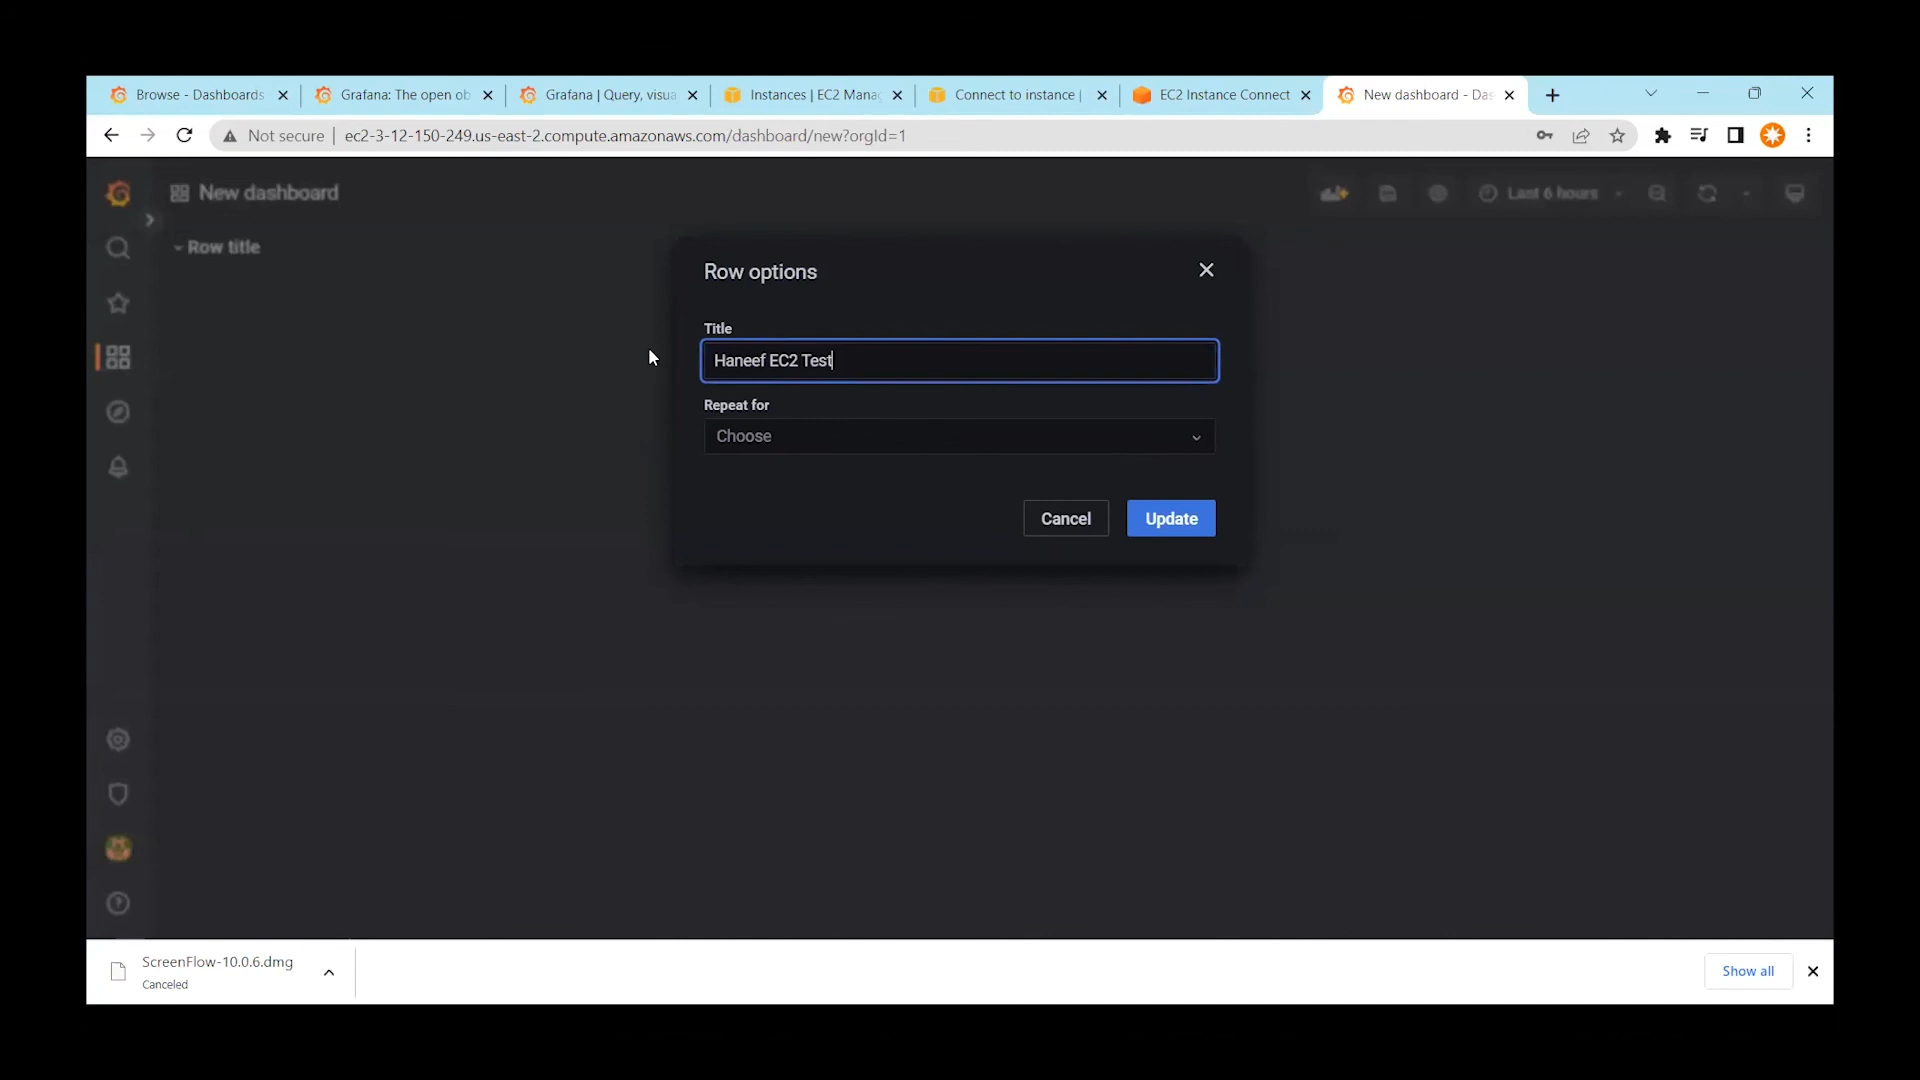 Browse - Dashboards
Grafana: The open ob
Grafana | Query, visua
Instances | EC2 Manag
Connect to instance |
EC2 Instance Connect
New dashboard - Das
Not secure | ec2-3-12-150-249.us-east-2.compute.amazonaws.com/dashboard/new?orgId=1
New dashboard
Last 6 hours
Row title
Row options
Title
Haneef EC2 Test
Repeat for
Choose
Cancel
Update
ScreenFlow-10.0.6.dmg
Canceled
Show all